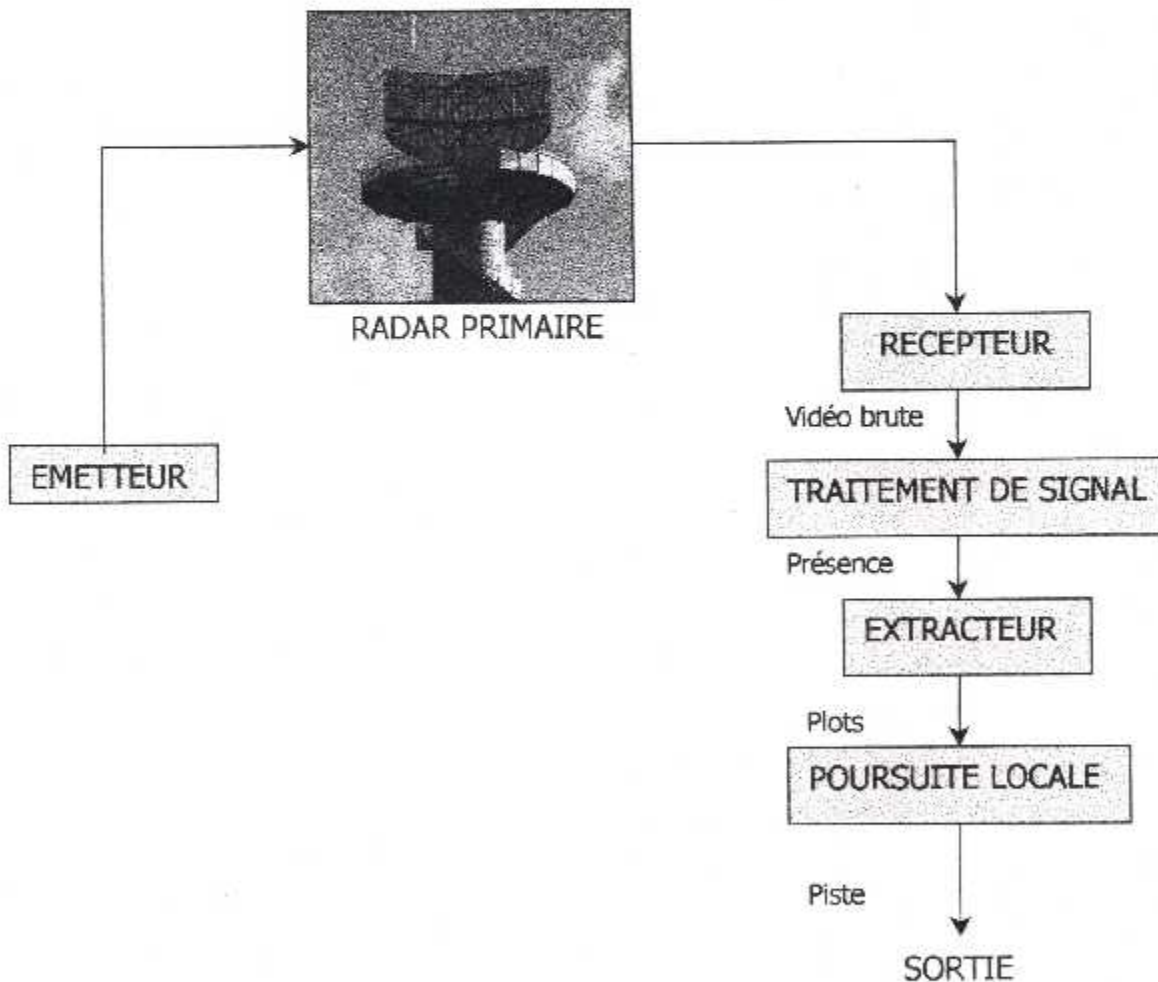 RADAR PRIMAIRE
RECEPTEUR
Vidéo brute
EMETTEUR
TRAITEMENT DE SIGNAL
Présence
EXTRACTEUR
Plots
POURSUITE LOCALE
Piste
SORTIE